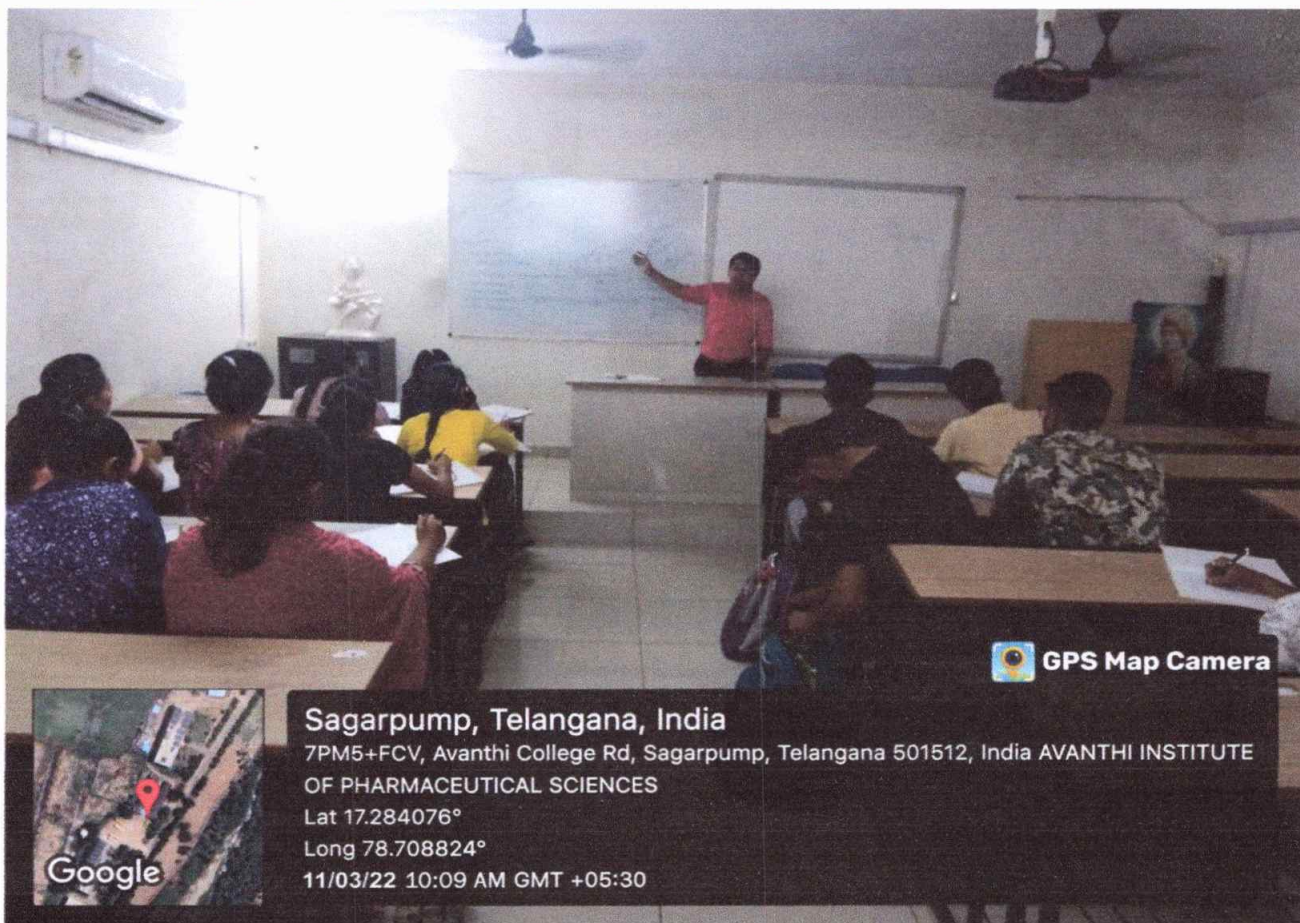 GPS Map Camera
Sagarpump, Telangana, India
7PM5+FCV, Avanthi College Rd, Sagarpump, Telangana 501512, India AVANTHI INSTITUTE
OF PHARMACEUTICAL SCIENCES
Lat 17.284076°
Long 78.708824°
11/03/22 10:09 AM GMT +05:30
Google